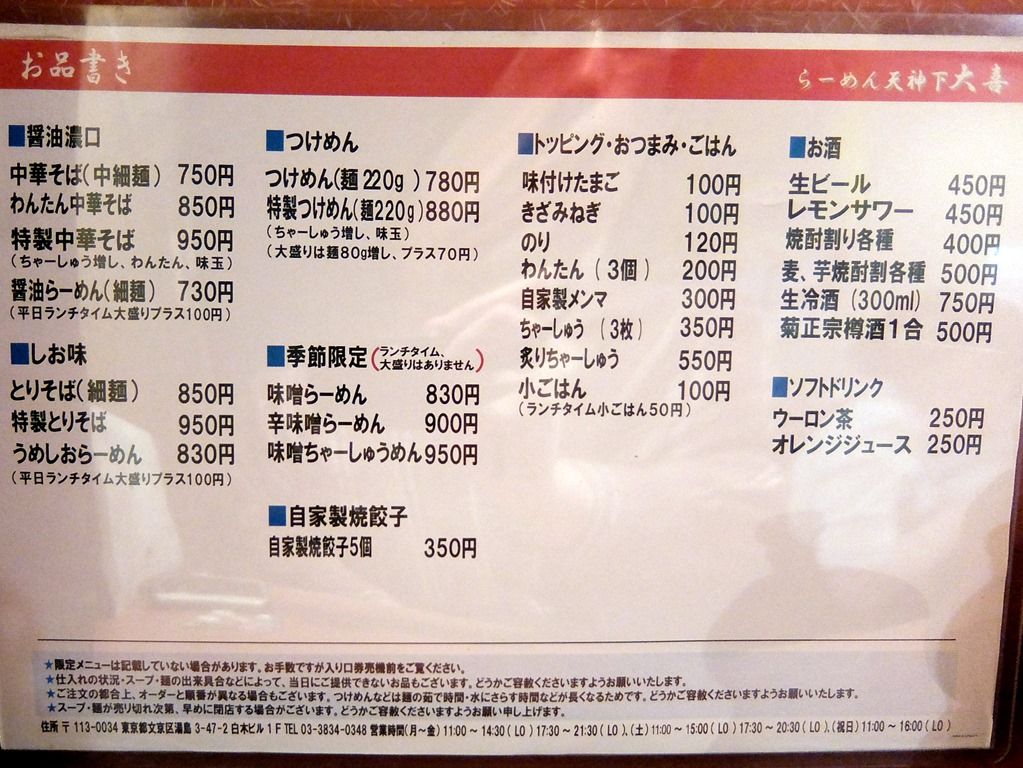 お品書き
らーめん天神下大喜
■醤油濃口
中華そば(中細麺) 750円
わんたん中華そば 850円
特製中華そば 950円
(ちゃーしゅう増し、わんたん、味玉)
醤油らーめん(細麺) 730円
(平日ランチタイム大盛りプラス100円)
■しお味
とりそば(細麺) 850円
特製とりそば 950円
うめしおらーめん 830円
(平日ランチタイム大盛りプラス100円)
■つけめん
つけめん(麺220g) 780円
特製つけめん(麺220g) 880円
(ちゃーしゅう増し、味玉)
(大盛りは麺80g増し、プラス70円)
■季節限定(ランチタイム、
大盛りはありません)
味噌らーめん 830円
辛味噌らーめん 900円
味噌ちゃーしゅうめん 950円
■自家製焼餃子
自家製焼餃子5個 350円
■トッピング・おつまみ・ごはん
味付けたまご 100円
きざみねぎ 100円
のり 120円
わんたん(3個) 200円
自家製メンマ 300円
ちゃーしゅう(3枚) 350円
炙りちゃーしゅう 550円
小ごはん 100円
(ランチタイム小ごはん50円)
■お酒
生ビール 450円
レモンサワー 450円
焼酎割り各種 400円
麦、芋焼酎割各種 500円
生冷酒(300ml) 750円
菊正宗樽酒1合 500円
■ソフトドリンク
ウーロン茶 250円
オレンジジュース 250円
★限定メニューは記載していない場合があります。お手数ですが入り口券売機前をご覧ください。
★仕入れの状況・スープ・麺の出来具合などによって、当日にご提供できないお品もございます。どうかご容赦くださいますようお願いいたします。
★ご注文の都合上、オーダーと順番が異なる場合もございます。つけめんなどは麺の茹で時間・水にさらす時間などが長くなるためです。どうかご容赦くださいますようお願いいたします。
★スープ・麺が売り切れ次第、早めに閉店する場合がございます。どうかご容赦くださいますようお願い申し上げます。
住所 〒113-0034 東京都文京区湯島 3-47-2 白木ビル 1F TEL 03-3834-0348 営業時間(月〜金) 11:00〜14:30(LO) 17:30〜21:30(LO)、(土) 11:00〜15:00(LO) 17:30〜20:30(LO)、(祝日) 11:00〜16:00(LO)